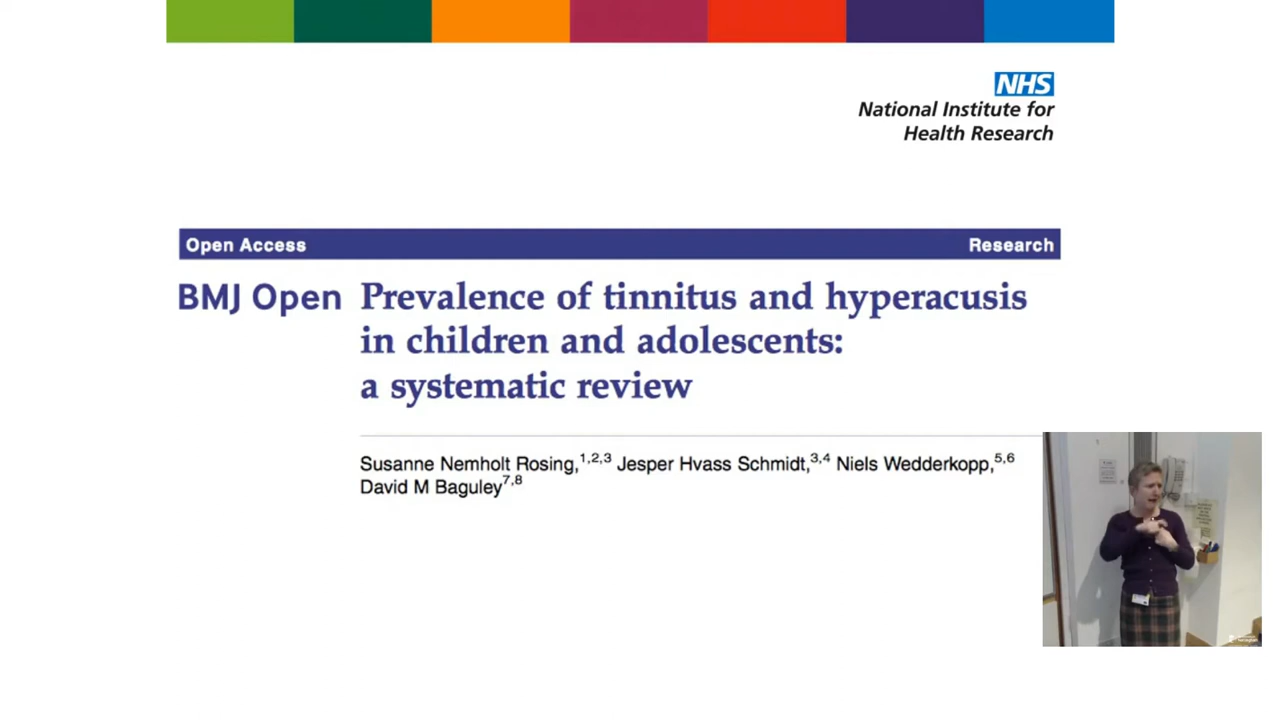 NHS
National Institute for
Health Research
Open Access Research
BMJ Open Prevalence of tinnitus and hyperacusis
in children and adolescents:
a systematic review
Susanne Nemholt Rosing,1,2,3 Jesper Hvass Schmidt,3,4 Niels Wedderkopp,5,6
David M Baguley7,8